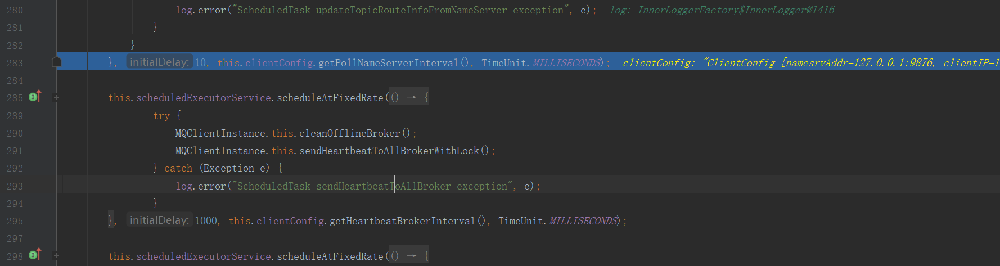 280 log.error("ScheduledTask updateTopicRouteInfoFromNameServer exception", e); log: InnerLoggerFactory$InnerLogger@1416
281 }
282 }
283 }, initialDelay: 10, this.clientConfig.getPollNameServerInterval(), TimeUnit.MILLISECONDS); clientConfig: "ClientConfig [namesrvAddr=127.0.0.1:9876, clientIP=1
284
285 this.scheduledExecutorService.scheduleAtFixedRate(() → {
289 try {
290 MQClientInstance.this.cleanOfflineBroker();
291 MQClientInstance.this.sendHeartbeatToAllBrokerWithLock();
292 } catch (Exception e) {
293 log.error("ScheduledTask sendHeartbeatToAllBroker exception", e);
294 }
295 }, initialDelay: 1000, this.clientConfig.getHeartbeatBrokerInterval(), TimeUnit.MILLISECONDS);
297
298 this.scheduledExecutorService.scheduleAtFixedRate(() → {